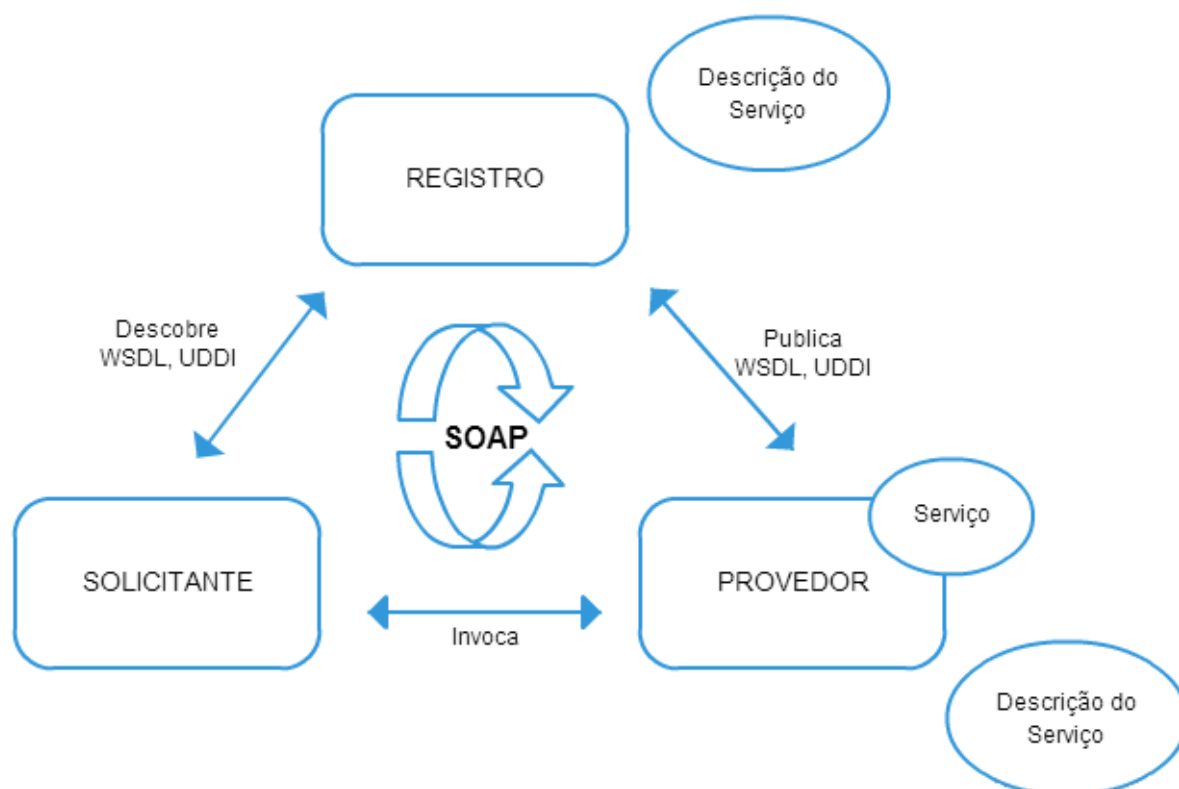 Descrição do
Serviço
REGISTRO
Descobre
WSDL, UDDI
Publica
WSDL, UDDI
SOAP
Serviço
SOLICITANTE
PROVEDOR
Invoca
Descrição do
Serviço